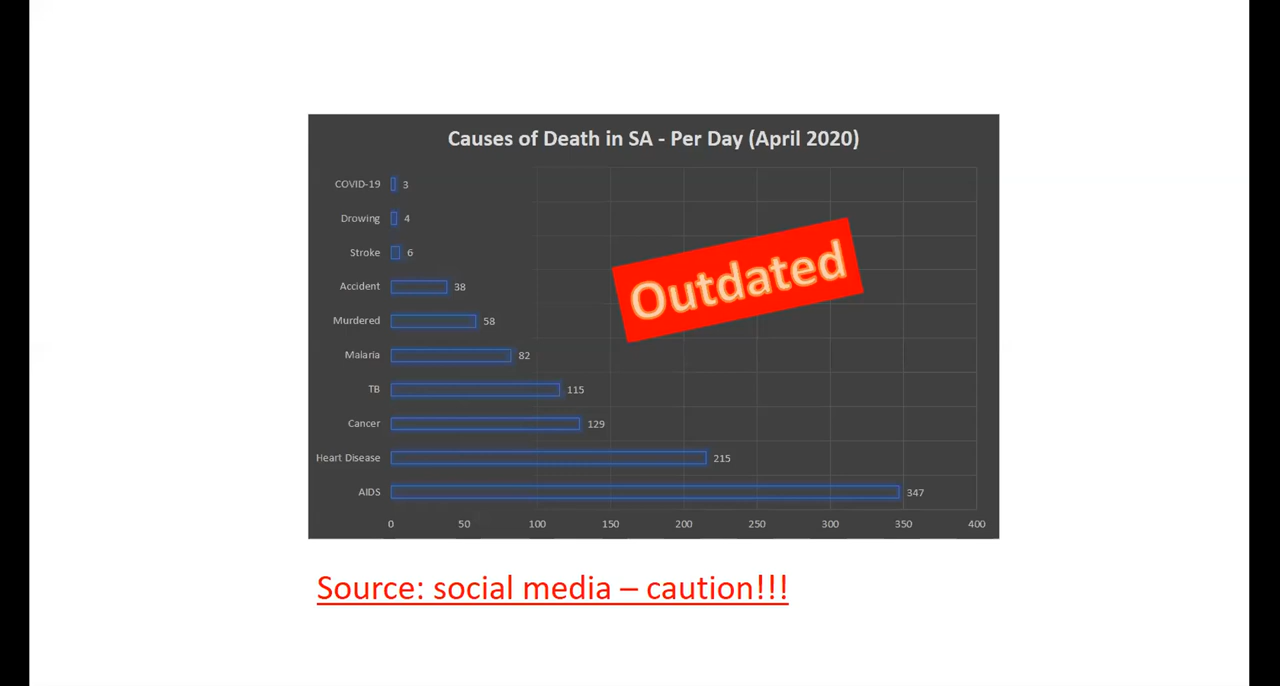 Causes of Death in SA - Per Day (April 2020)
COVID-19 3
Drowing 4
Stroke 6
Accident 38
Murdered 58
Malaria 82
TB 115
Cancer 129
Heart Disease 215
AIDS 347
0 50 100 150 200 250 300 350 400
Outdated
Source: social media – caution!!!